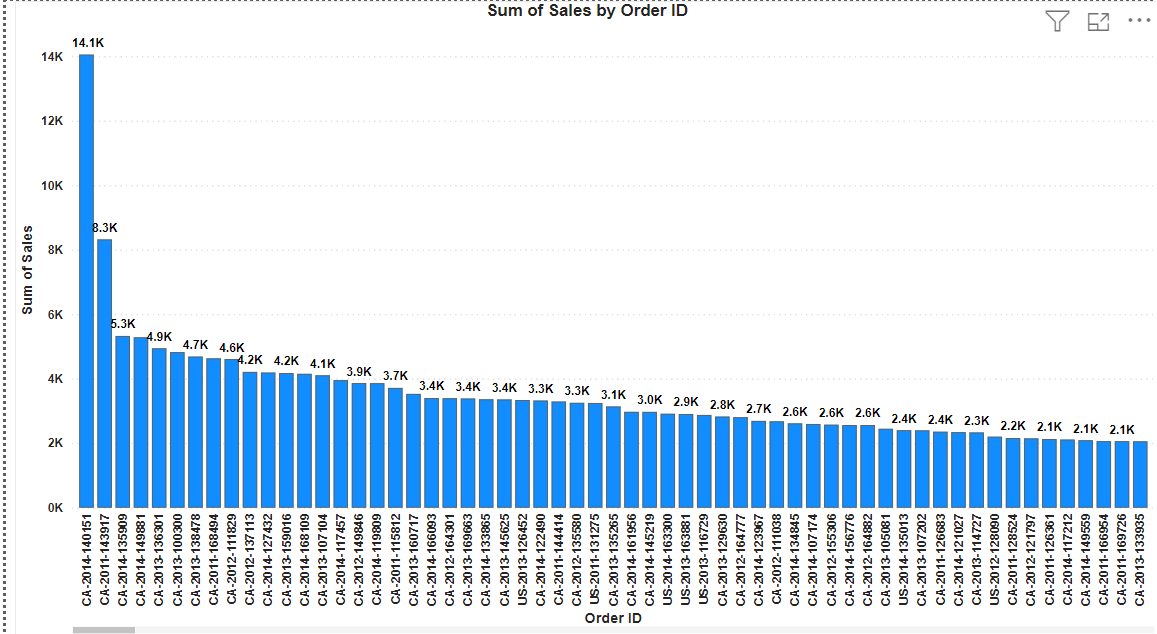 Sum of Sales by Order ID
14.1K
8.3K
5.3K
4.9K
4.7K
4.6K
4.2K
4.2K
4.1K
3.9K
3.7K
3.4K
3.4K
3.4K
3.3K
3.3K
3.1K
3.0K
2.9K
2.8K
2.7K
2.6K
2.6K
2.6K
2.4K
2.4K
2.3K
2.2K
2.1K
2.1K
2.1K
14K
12K
10K
8K
6K
4K
2K
0K
Sum of Sales
CA-2014-140151
CA-2011-143917
CA-2014-135909
CA-2014-149881
CA-2013-136301
CA-2013-100300
CA-2013-138478
CA-2011-168494
CA-2012-111829
CA-2012-137113
CA-2014-127432
CA-2013-159016
CA-2014-168109
CA-2013-107104
CA-2014-117457
CA-2012-149846
CA-2014-119809
CA-2011-115812
CA-2013-160717
CA-2014-166093
CA-2012-164301
CA-2013-169663
CA-2014-133865
CA-2013-145625
US-2013-126452
CA-2014-122490
CA-2011-144414
CA-2012-135580
US-2011-131275
CA-2013-135265
CA-2014-161966
CA-2014-145219
US-2014-163300
US-2013-163881
US-2013-116729
CA-2013-129630
CA-2012-164777
CA-2014-123967
CA-2012-111038
CA-2014-134845
CA-2014-107174
CA-2012-155306
CA-2014-156776
CA-2012-164882
CA-2013-105081
US-2014-135013
CA-2013-107202
CA-2011-126683
CA-2014-121027
CA-2013-114727
US-2012-128090
CA-2011-128524
CA-2012-121797
CA-2011-126361
CA-2014-117212
CA-2014-149559
CA-2011-166954
CA-2011-169726
CA-2013-133935
Order ID